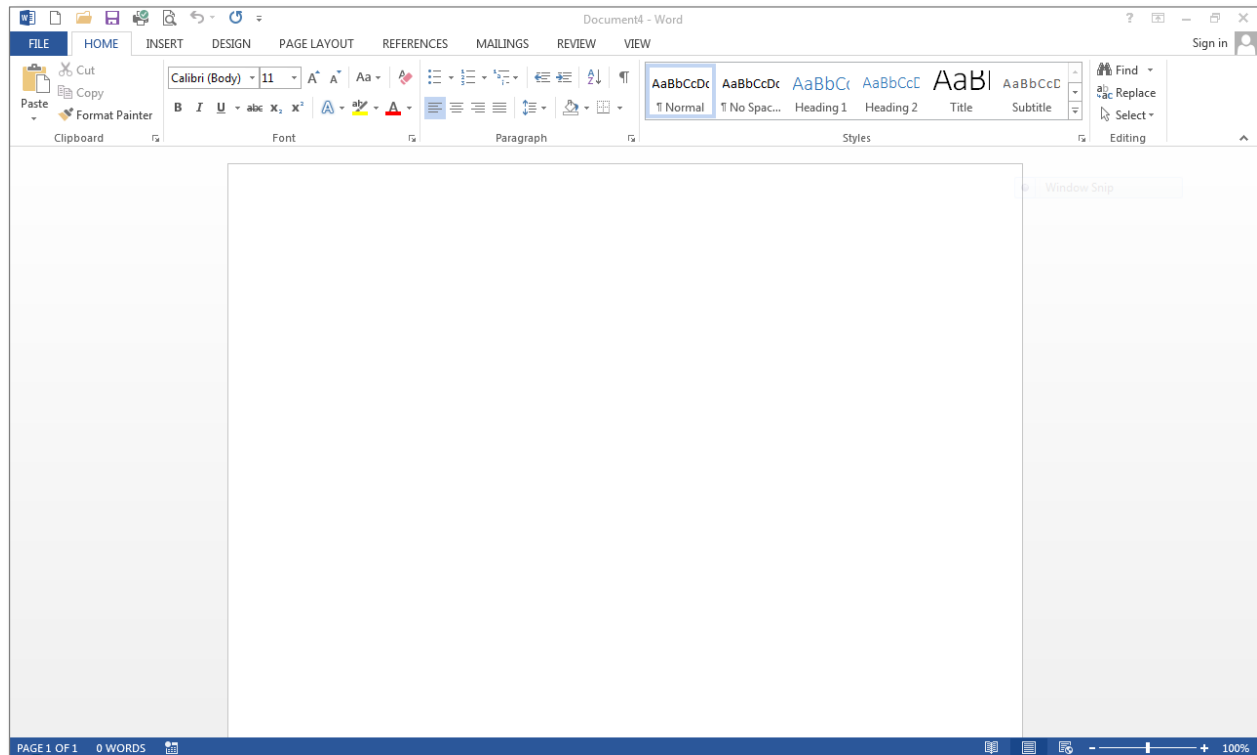 Document4 - Word
FILE HOME INSERT DESIGN PAGE LAYOUT REFERENCES MAILINGS REVIEW VIEW Sign in
Paste
Cut
Copy
Format Painter
Clipboard
Calibri (Body) 11 Aa
B I U abc X₂ X² A aby A
Font
Paragraph
AaBbCcDc AaBbCcDc AaBbCc AaBbCcD AaB AaBbCcD
¶ Normal ¶ No Spac... Heading 1 Heading 2 Title Subtitle
Styles
Find
Replace
Select
Editing
Window Snip
PAGE 1 OF 1 0 WORDS 100%